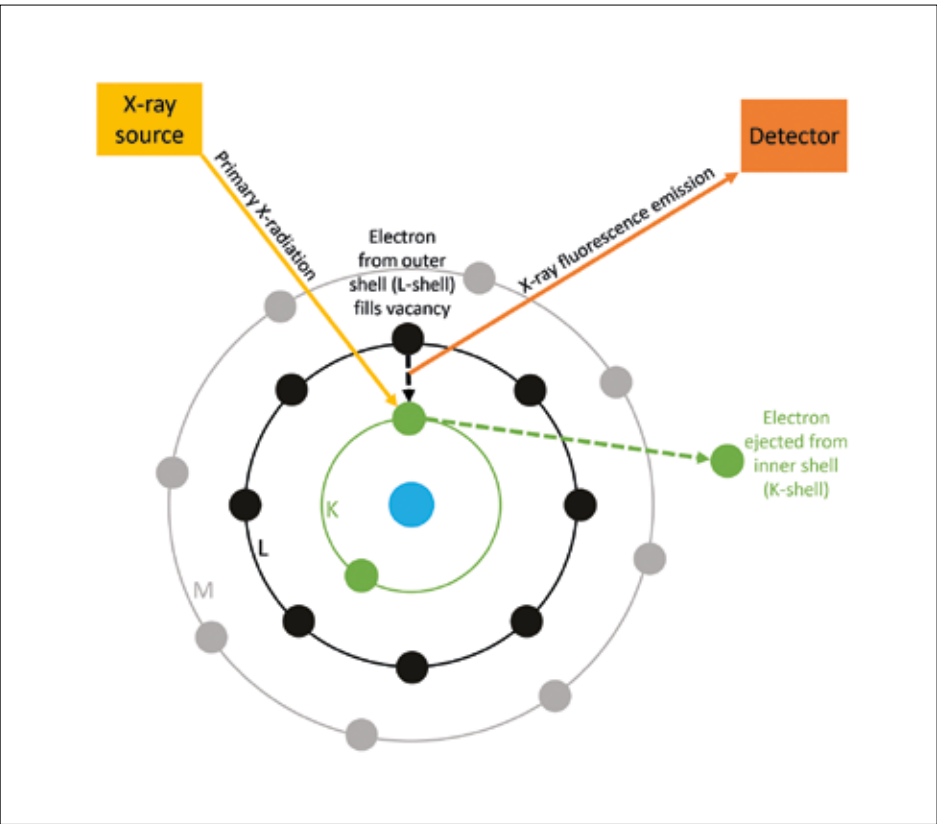 X-ray
source
Detector
Primary X-radiation
X-ray fluorescence emission
Electron
from outer
shell (L-shell)
fills vacancy
Electron
ejected from
inner shell
(K-shell)
K
L
M